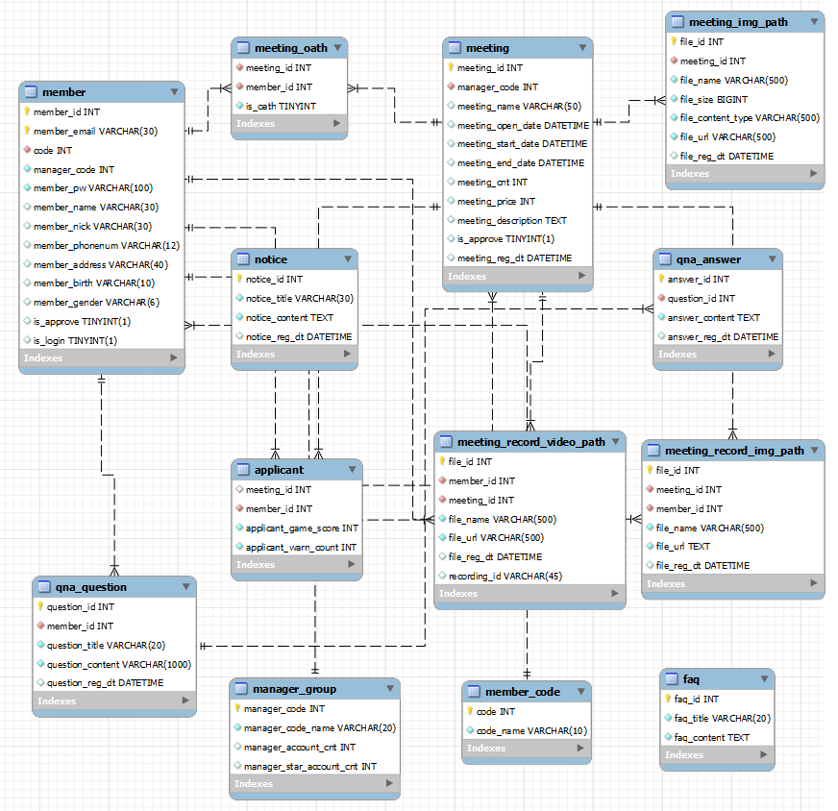 member
member_id INT
member_email VARCHAR(30)
code INT
manager_code INT
member_pw VARCHAR(100)
member_name VARCHAR(30)
member_nick VARCHAR(30)
member_phonenum VARCHAR(12)
member_address VARCHAR(40)
member_birth VARCHAR(10)
member_gender VARCHAR(6)
is_approve TINYINT(1)
is_login TINYINT(1)
Indexes
meeting_oath
meeting_id INT
member_id INT
is_oath TINYINT
Indexes
meeting
meeting_id INT
manager_code INT
meeting_name VARCHAR(50)
meeting_open_date DATETIME
meeting_start_date DATETIME
meeting_end_date DATETIME
meeting_cnt INT
meeting_price INT
meeting_description TEXT
is_approve TINYINT(1)
meeting_reg_dt DATETIME
Indexes
meeting_img_path
file_id INT
meeting_id INT
file_name VARCHAR(500)
file_size BIGINT
file_content_type VARCHAR(500)
file_url VARCHAR(500)
file_reg_dt DATETIME
Indexes
notice
notice_id INT
notice_title VARCHAR(30)
notice_content TEXT
notice_reg_dt DATETIME
Indexes
qna_answer
answer_id INT
question_id INT
answer_content TEXT
answer_reg_dt DATETIME
Indexes
applicant
meeting_id INT
member_id INT
applicant_game_score INT
applicant_warn_count INT
Indexes
meeting_record_video_path
file_id INT
member_id INT
meeting_id INT
file_name VARCHAR(500)
file_url VARCHAR(500)
file_reg_dt DATETIME
recording_id VARCHAR(45)
Indexes
meeting_record_img_path
file_id INT
meeting_id INT
member_id INT
file_name VARCHAR(500)
file_url TEXT
file_reg_dt DATETIME
Indexes
qna_question
question_id INT
member_id INT
question_title VARCHAR(20)
question_content VARCHAR(1000)
question_reg_dt DATETIME
Indexes
manager_group
manager_code INT
manager_code_name VARCHAR(20)
manager_account_cnt INT
manager_star_account_cnt INT
Indexes
member_code
code INT
code_name VARCHAR(10)
Indexes
faq
faq_id INT
faq_title VARCHAR(20)
faq_content TEXT
Indexes